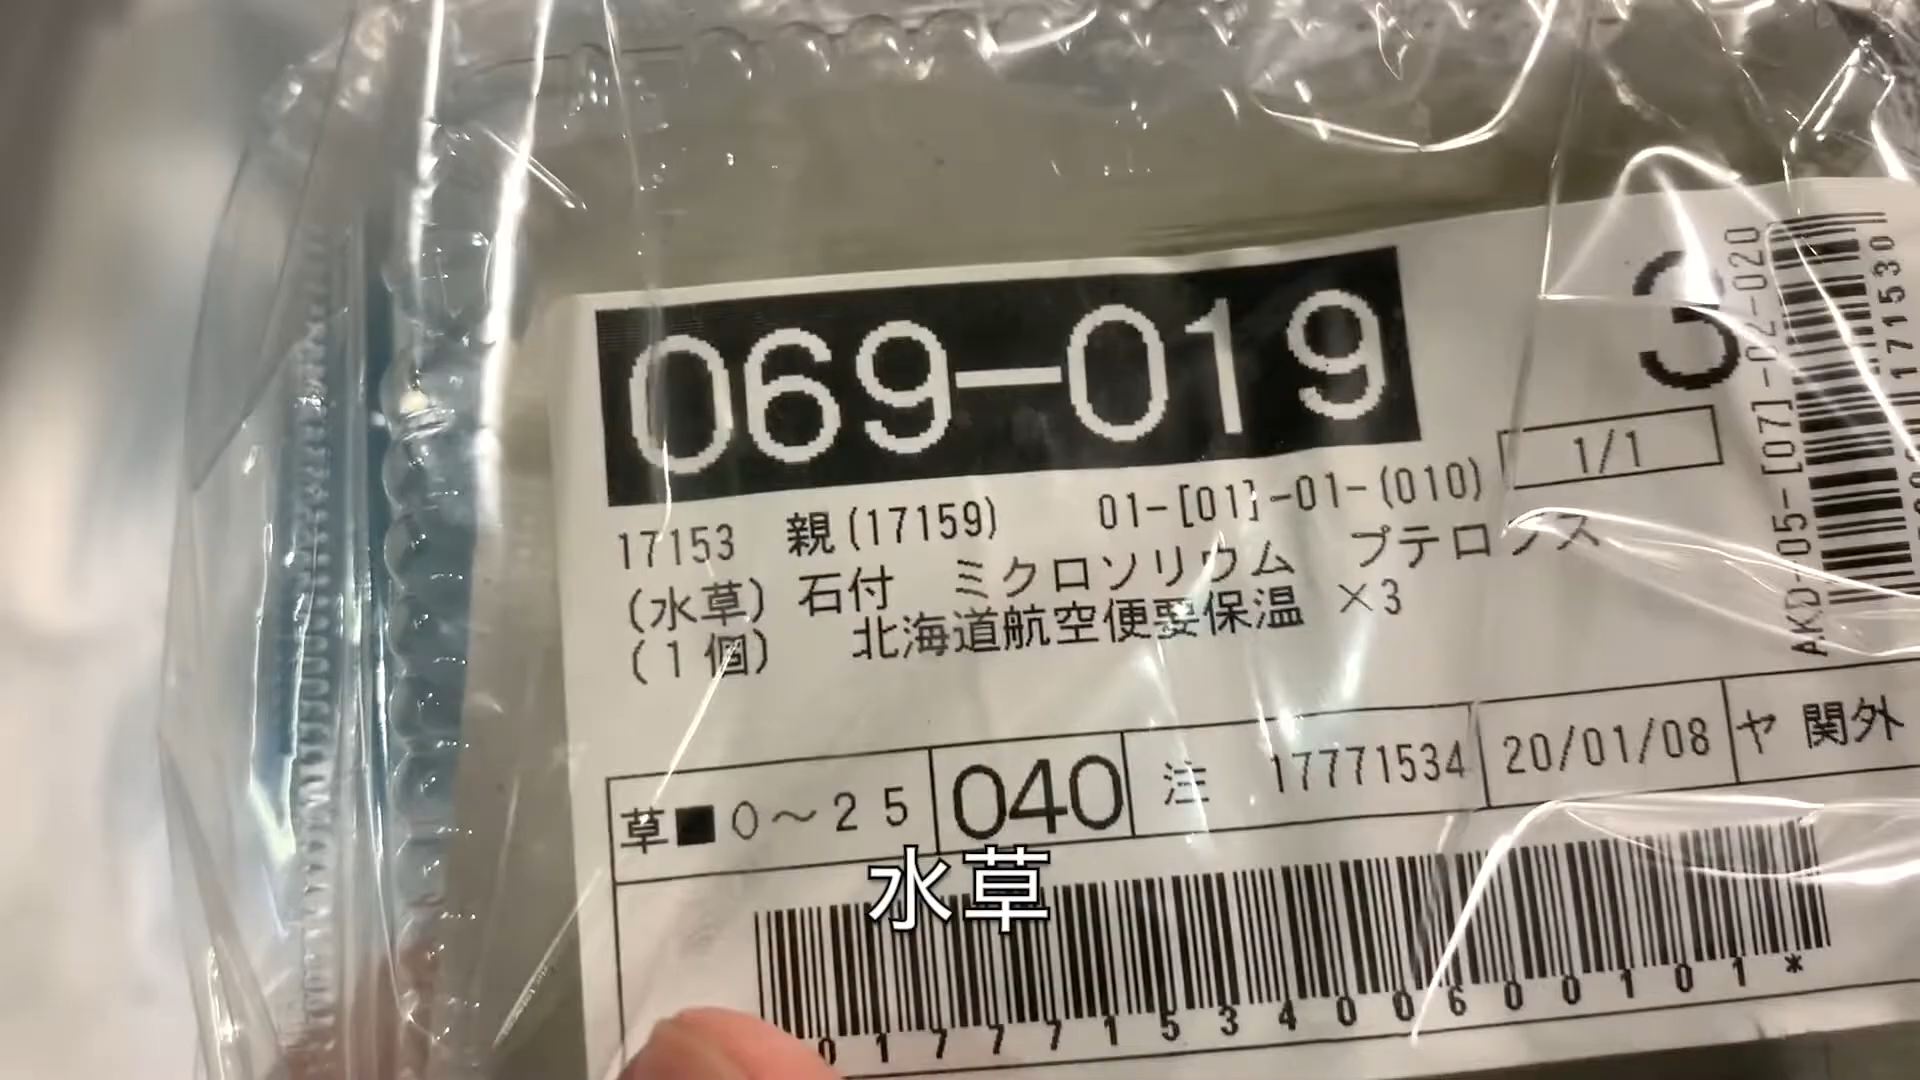 069-019
3
1/1
17153 親(17159) 01-[01]-01-(010)
(水草) 石付 ミクロソリウム プテロプス
(1個) 北海道航空便要保温 ×3
草■0~25 040 注 17771534 20/01/08 ヤ 関外
水草
017771534006000101*
AKD-05-[07]-02-020